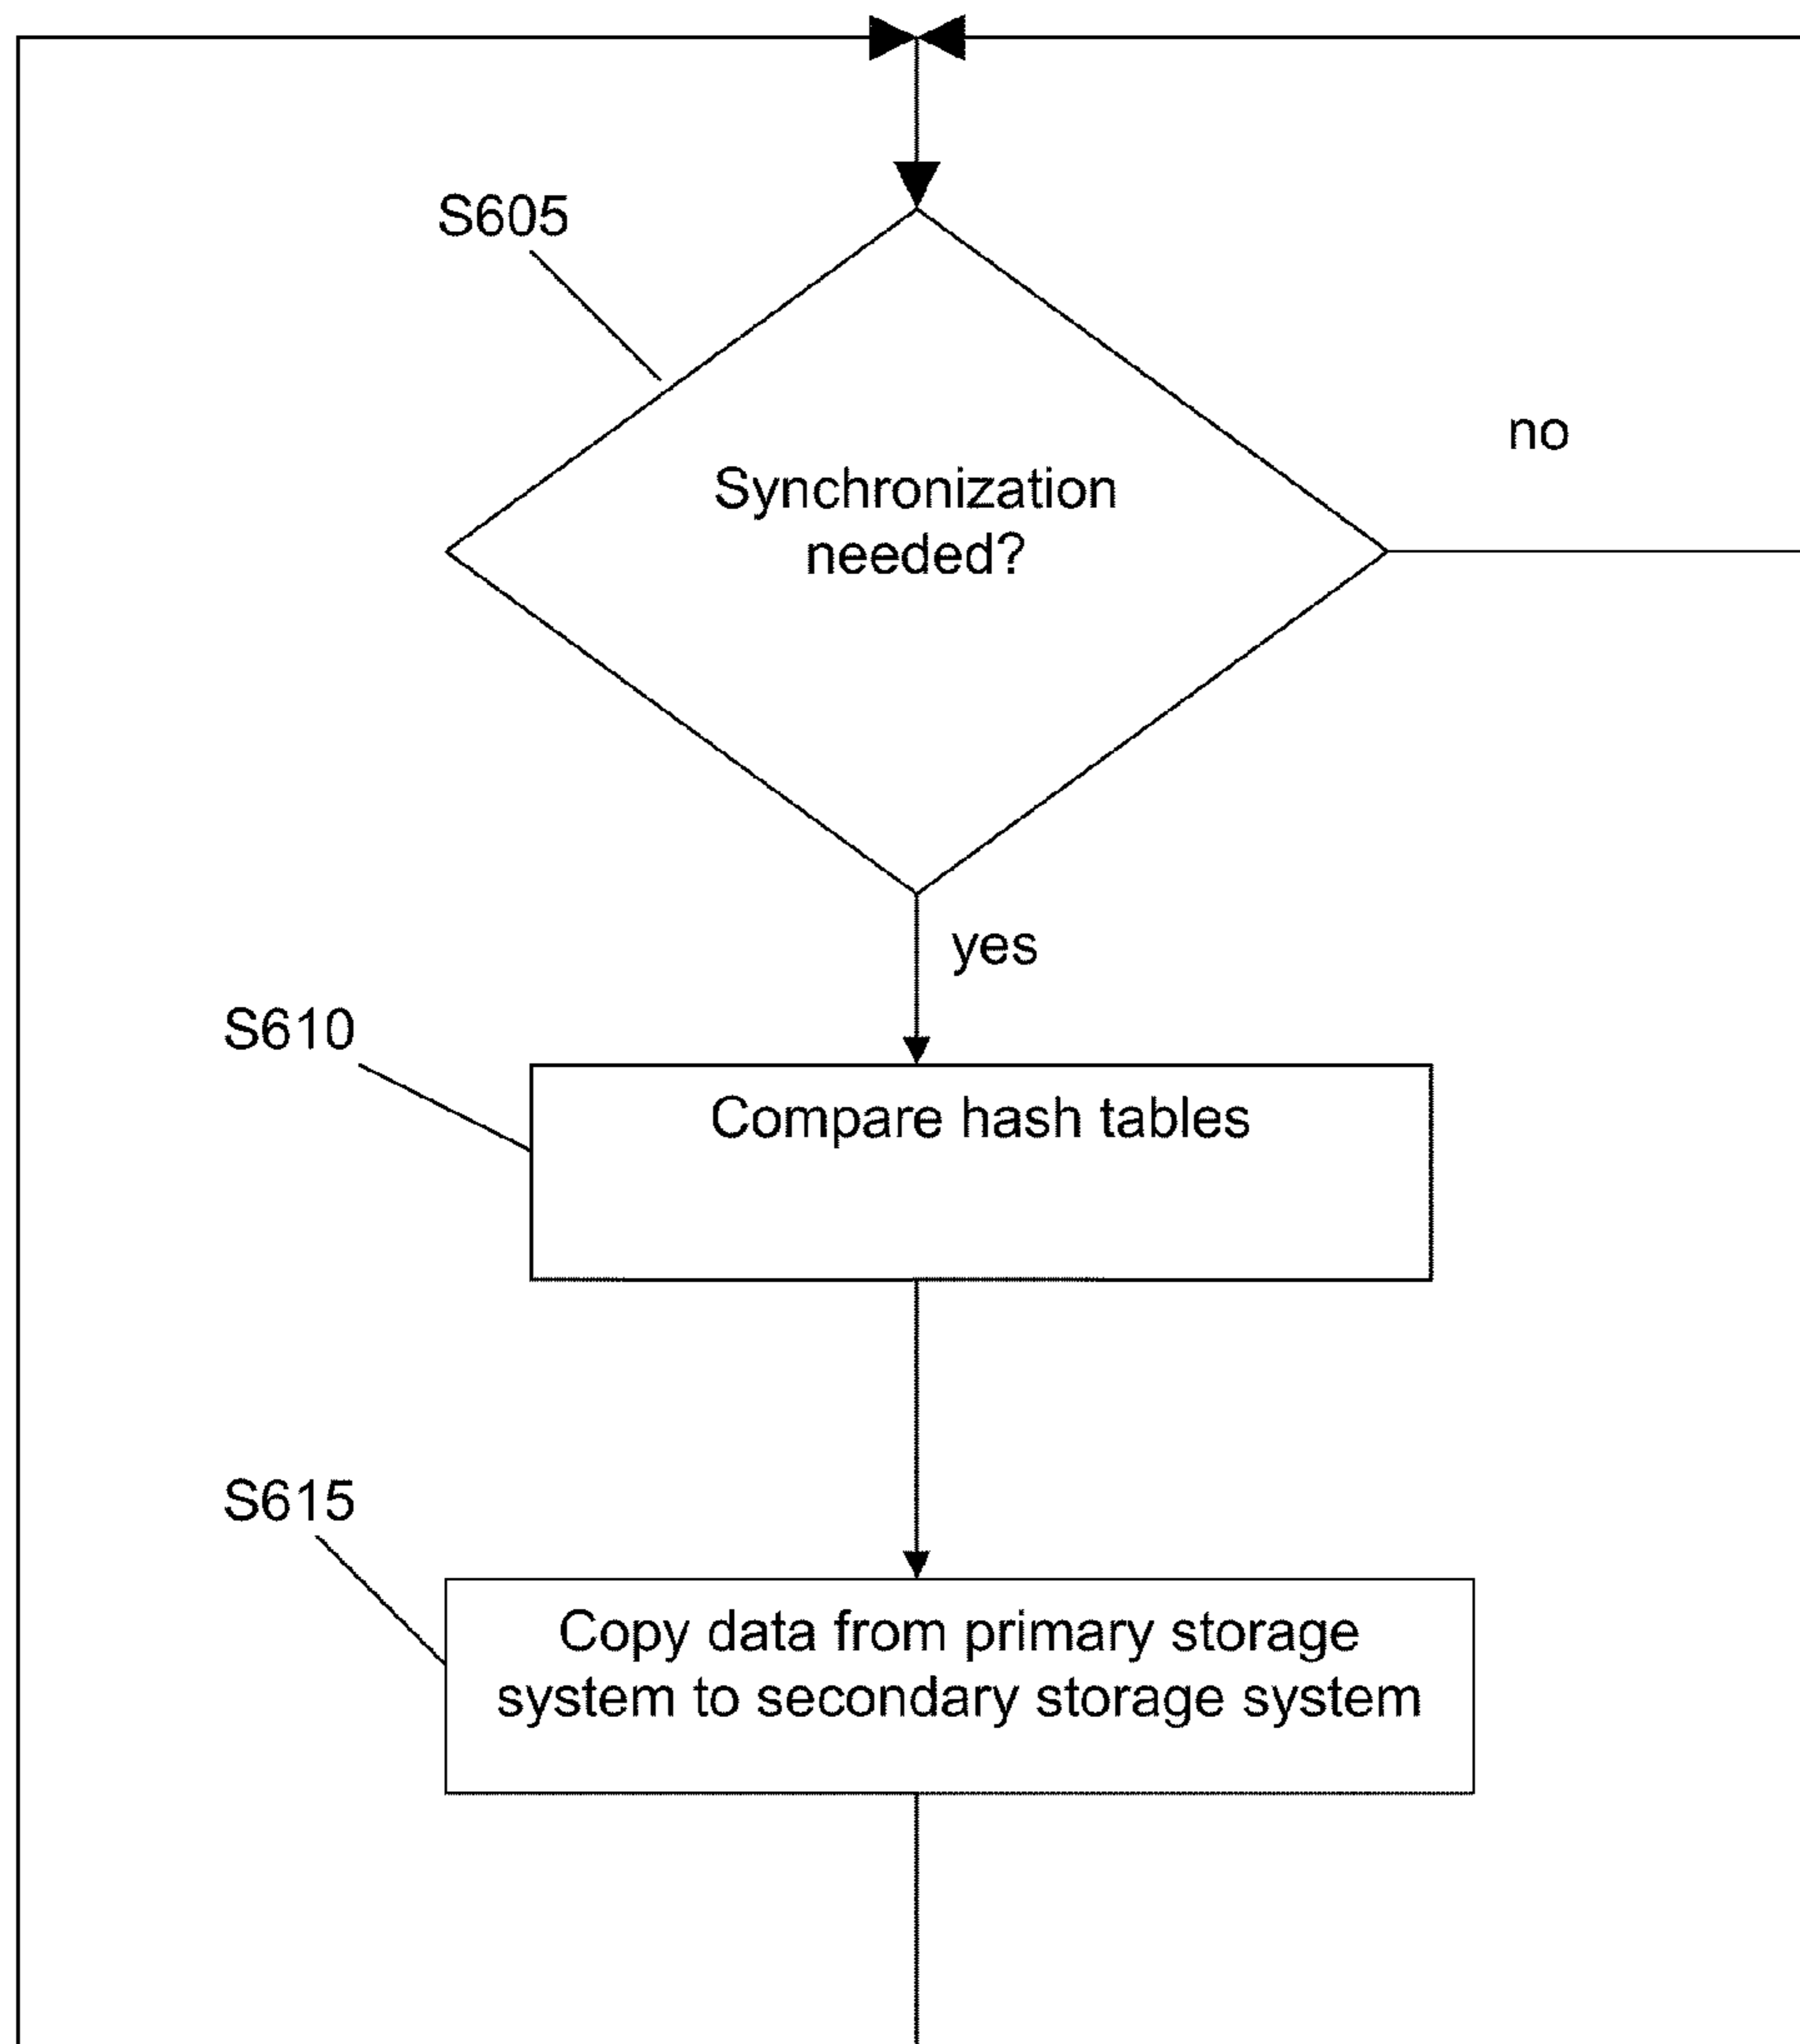 S605
Synchronization
needed?
no
yes
S610
Compare hash tables
S615
Copy data from primary storage
system to secondary storage system